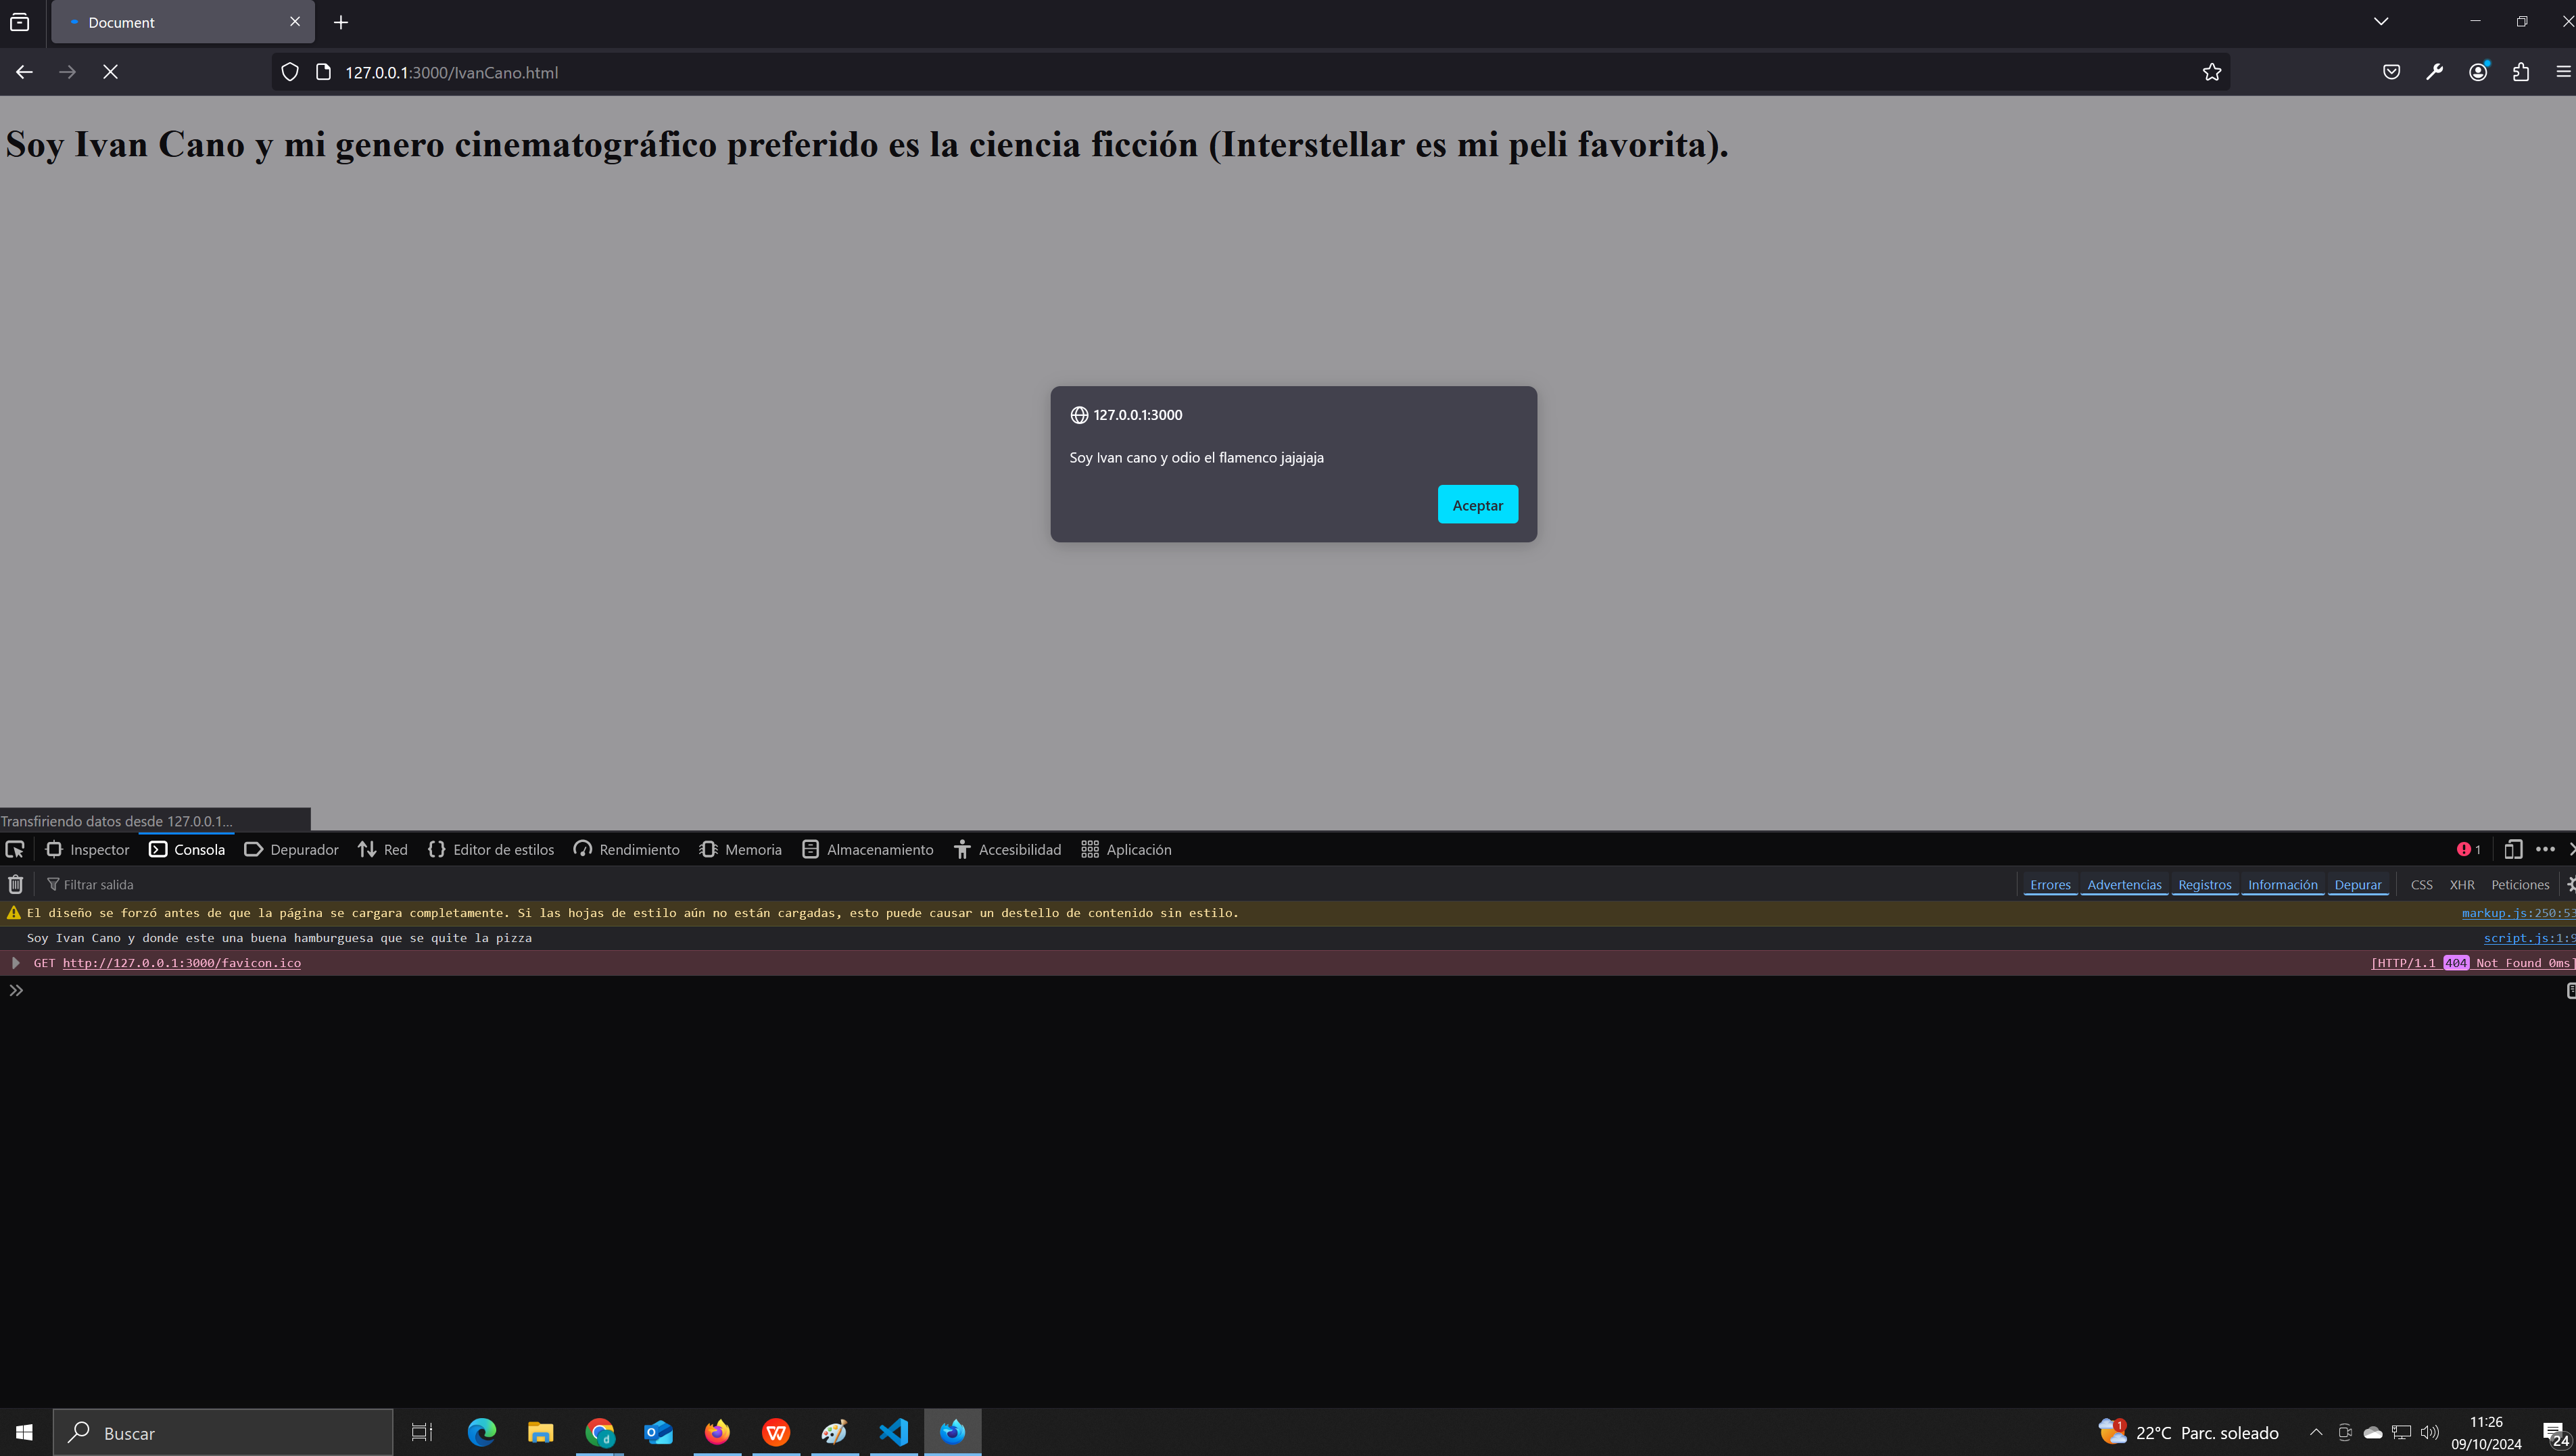 Document
127.0.0.1:3000/IvanCano.html
Soy Ivan Cano y mi genero cinematográfico preferido es la ciencia ficción (Interstellar es mi peli favorita).
127.0.0.1:3000
Soy Ivan cano y odio el flamenco jajajaja
Aceptar
Transfiriendo datos desde 127.0.0.1...
Inspector Consola Depurador Red Editor de estilos Rendimiento Memoria Almacenamiento Accesibilidad Aplicación 1
Filtrar salida Errores Advertencias Registros Información Depurar CSS XHR Peticiones
El diseño se forzó antes de que la página se cargara completamente. Si las hojas de estilo aún no están cargadas, esto puede causar un destello de contenido sin estilo. markup.js:250:53
Soy Ivan Cano y donde este una buena hamburguesa que se quite la pizza script.js:1:9
GET http://127.0.0.1:3000/favicon.ico [HTTP/1.1 404 Not Found 0ms]
Buscar
1 22°C Parc. soleado
11:26
09/10/2024
24